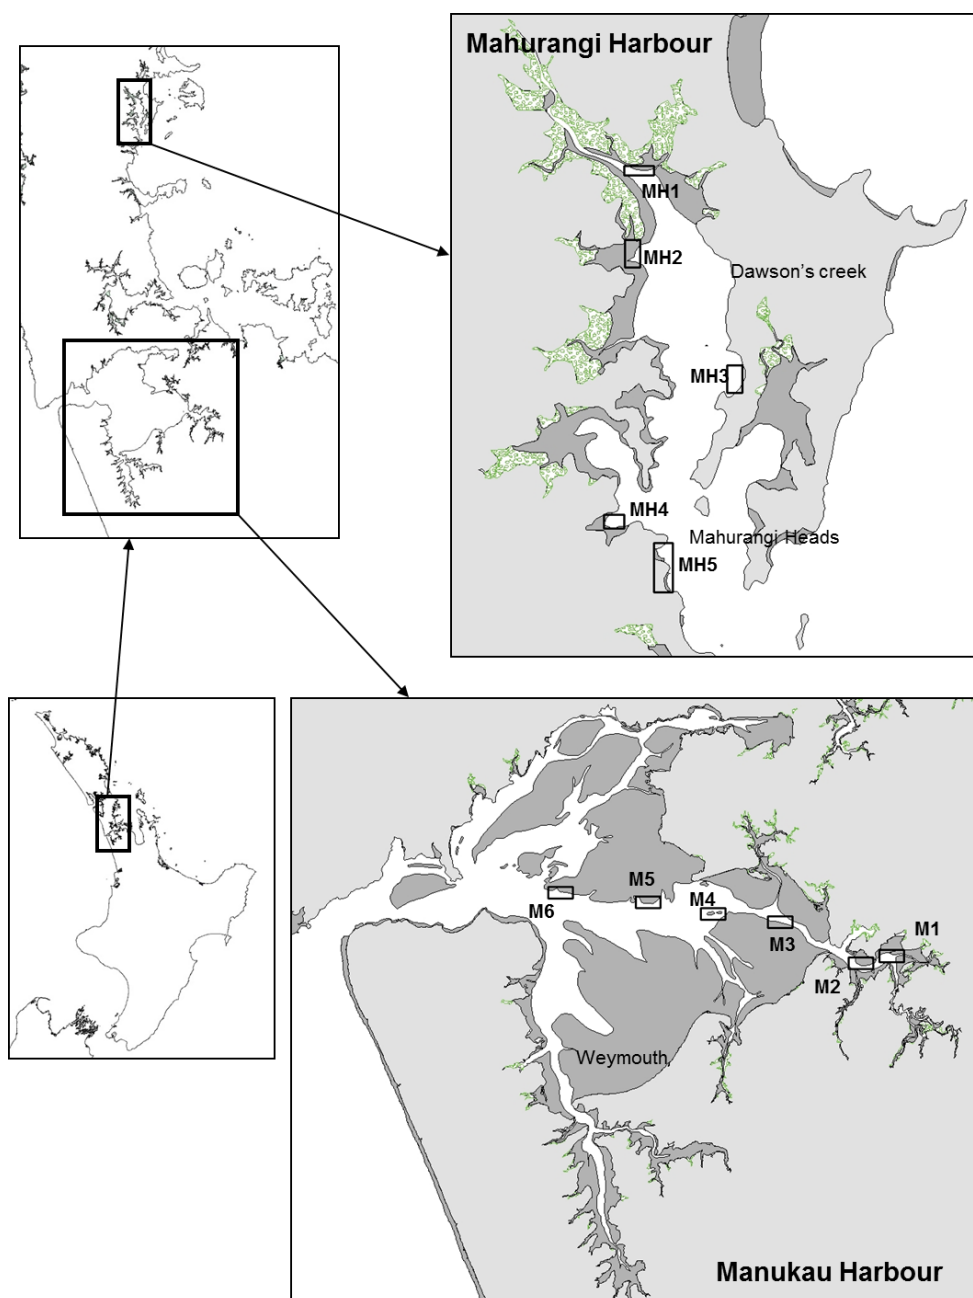 Mahurangi Harbour
MH1
MH2
Dawson's creek
MH3
MH4
Mahurangi Heads
MH5
M5
M4
M6
M3
M1
M2
Weymouth
Manukau Harbour